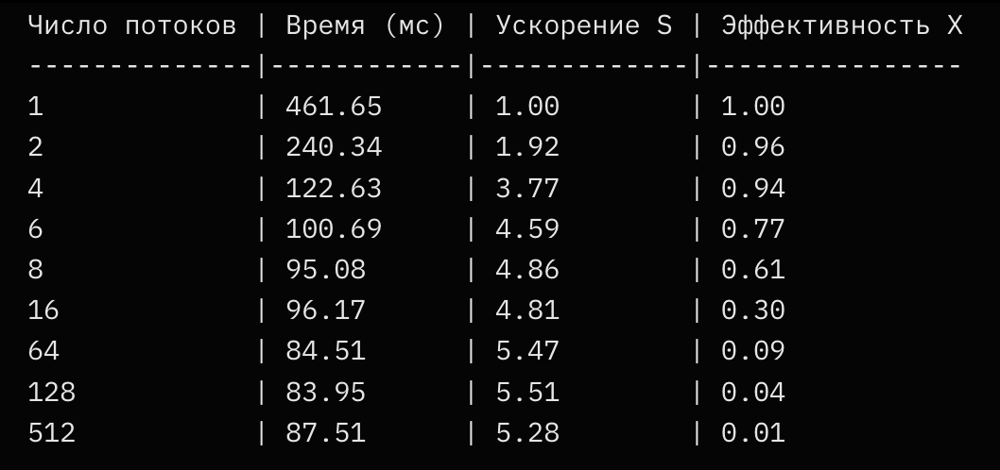 Число потоков | Время (мс) | Ускорение S | Эффективность X
--------------|------------|-------------|----------------
1             | 461.65     | 1.00        | 1.00
2             | 240.34     | 1.92        | 0.96
4             | 122.63     | 3.77        | 0.94
6             | 100.69     | 4.59        | 0.77
8             | 95.08      | 4.86        | 0.61
16            | 96.17      | 4.81        | 0.30
64            | 84.51      | 5.47        | 0.09
128           | 83.95      | 5.51        | 0.04
512           | 87.51      | 5.28        | 0.01